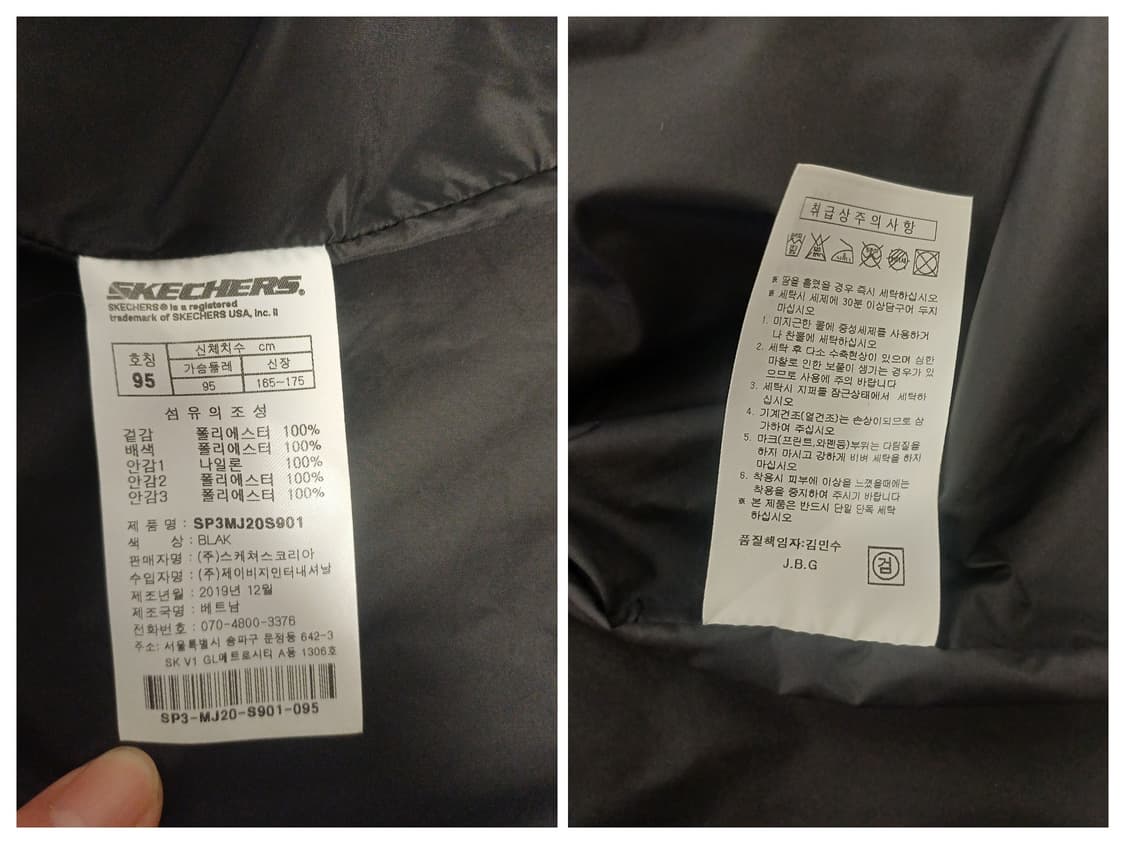 SKECHERS.
SKECHERS® is a registered
trademark of SKECHERS USA, Inc. ll
호칭
95
신체치수 cm
가슴둘레 신장
95 165-175
섬유의조성
겉감 폴리에스터 100%
배색 폴리에스터 100%
안감1 나일론 100%
안감2 폴리에스터 100%
안감3 폴리에스터 100%
제 품 명 : SP3MJ20S901
색 상 : BLAK
판매자명 : (주)스케쳐스코리아
수입자명 : (주)제이비지인터내셔날
제조년월 : 2019년 12월
제조국명 : 베트남
전화번호 : 070-4800-3376
주소: 서울특별시 송파구 문정동 642-3
SK V1 GL메트로시티 A동 1306호
SP3-MJ20-S901-095
취급상주의사항
※ 땀을 흘렸을 경우 즉시 세탁하십시오
※ 세탁시 세제에 30분 이상담구어 두지
마십시오
1. 미지근한 물에 중성세제를 사용하거
나 찬물에 세탁하십시오
2. 세탁 후 다소 수축현상이 있으며 심한
마찰로 인한 보풀이 생기는 경우가 있
으므로 사용에 주의 바랍니다
3. 세탁시 지퍼를 잠근상태에서 세탁하
십시오
4. 기계건조(열건조)는 손상이되므로 삼
가하여 주십시오
5. 마크(프린트,와펜등)부위는 다림질을
하지 마시고 강하게 비벼 세탁을 하지
마십시오
6. 착용시 피부에 이상을 느꼈을때에는
착용을 중지하여 주시기 바랍니다
※ 본 제품은 반드시 단일 단독 세탁
하십시오
품질책임자:김민수
J.B.G
검